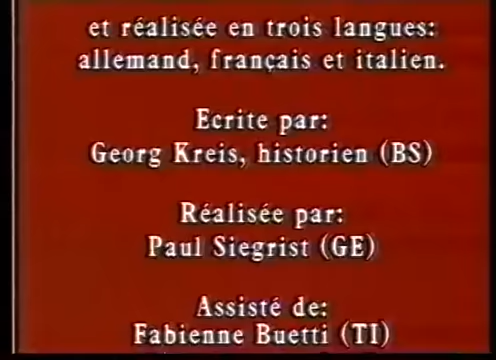 et réalisée en trois langues:
allemand, français et italien.
Ecrite par:
Georg Kreis, historien (BS)
Réalisée par:
Paul Siegrist (GE)
Assisté de:
Fabienne Buetti (TI)